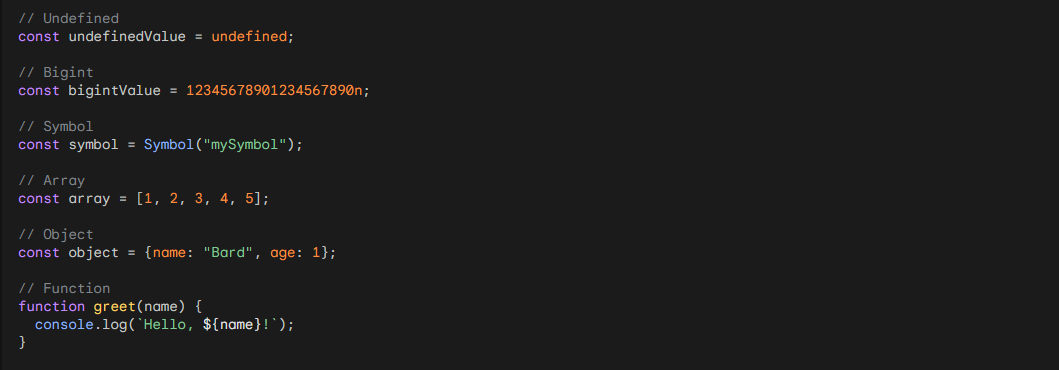 // Undefined
const undefinedValue = undefined;
// Bigint
const bigintValue = 12345678901234567890n;
// Symbol
const symbol = Symbol("mySymbol");
// Array
const array = [1, 2, 3, 4, 5];
// Object
const object = {name: "Bard", age: 1};
// Function
function greet(name) {
  console.log(`Hello, ${name}!`);
}